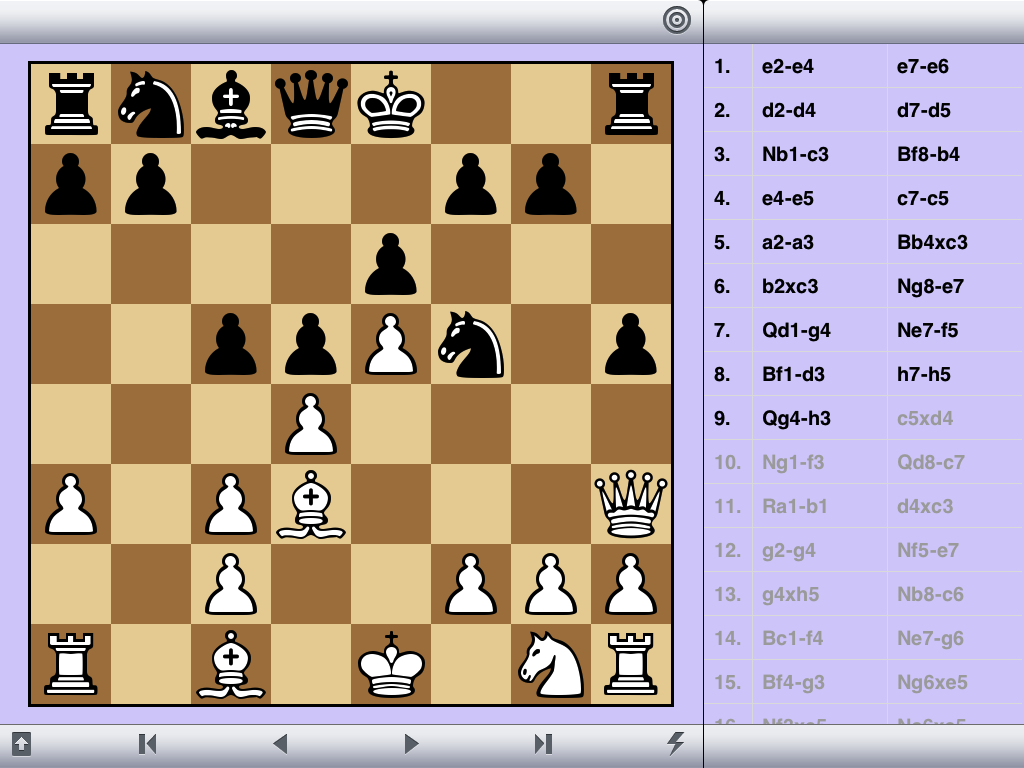 1. e2-e4 e7-e6
2. d2-d4 d7-d5
3. Nb1-c3 Bf8-b4
4. e4-e5 c7-c5
5. a2-a3 Bb4xc3
6. b2xc3 Ng8-e7
7. Qd1-g4 Ne7-f5
8. Bf1-d3 h7-h5
9. Qg4-h3 c5xd4
10. Ng1-f3 Qd8-c7
11. Ra1-b1 d4xc3
12. g2-g4 Nf5-e7
13. g4xh5 Nb8-c6
14. Bc1-f4 Ne7-g6
15. Bf4-g3 Ng6xe5
16. Nf3xe5 Nc6xe5